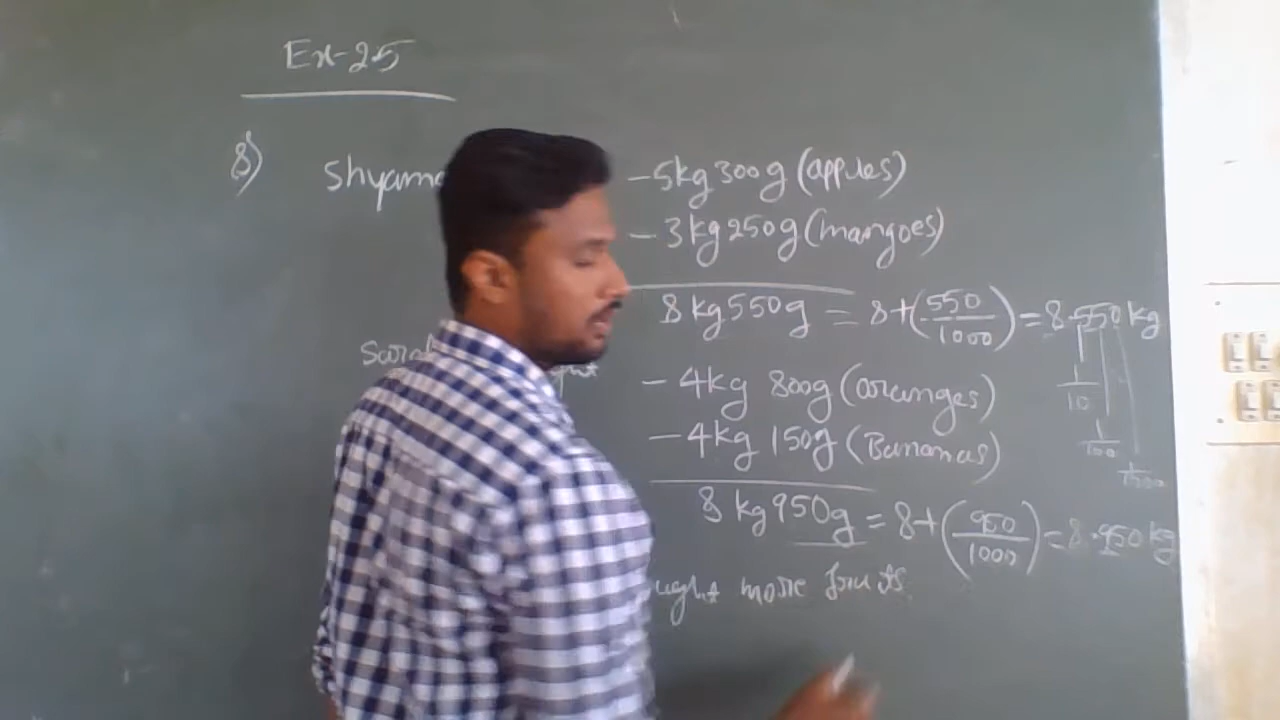 Ex-25
8) Shyama -5kg 300g (apples)
-3kg 250g (mangoes)
8kg 550g = 8+(550/1000) = 8.550 kg
1/10
1/100
1/1000
-4kg 800g (oranges)
-4kg 150g (Bananas)
8kg 950g = 8+(950/1000) = 8.950 kg
more fruits